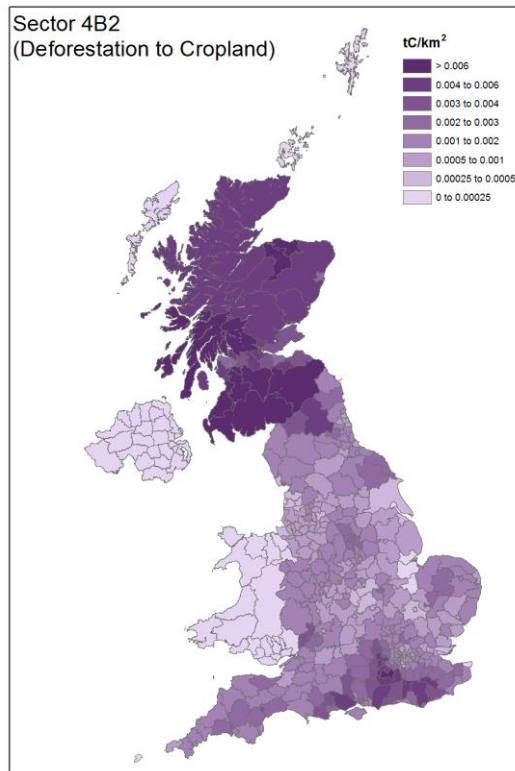 Sector 4B2
(Deforestation to Cropland)
tC/km²
> 0.006
0.004 to 0.006
0.003 to 0.004
0.002 to 0.003
0.001 to 0.002
0.0005 to 0.001
0.00025 to 0.0005
0 to 0.00025